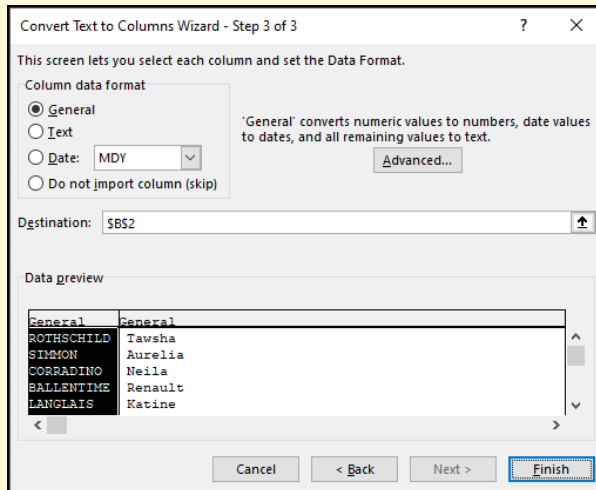 Convert Text to Columns Wizard - Step 3 of 3 ? ×
This screen lets you select each column and set the Data Format.
Column data format
General
Text
Date: MDY
Do not import column (skip)
'General' converts numeric values to numbers, date values
to dates, and all remaining values to text.
Advanced...
Destination: $B$2
Data preview
General General
ROTHSCHILD Tawsha
SIMMON Aurelia
CORRADINO Neila
BALLENTIME Renault
LANGLAIS Katine
Cancel < Back Next > Finish